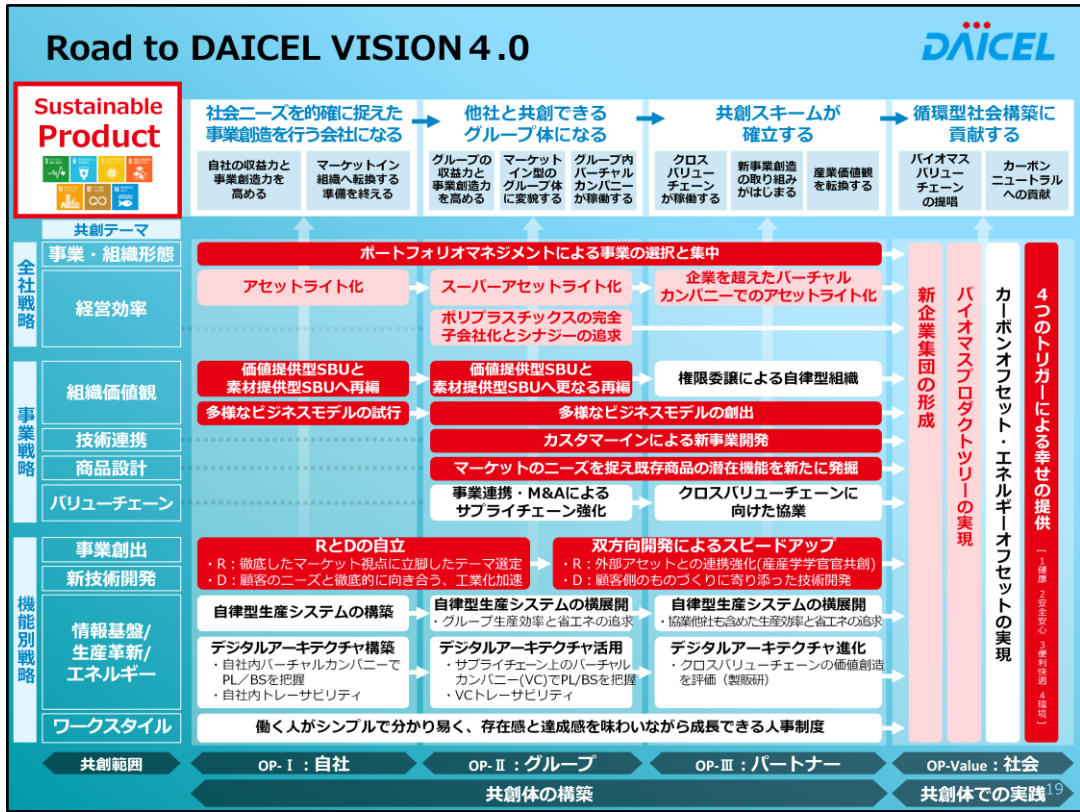 Road to DAICEL VISION 4.0
DAICEL
Sustainable
Product
社会ニーズを的確に捉えた
事業創造を行う会社になる
他社と共創できる
グループ体になる
共創スキームが
確立する
循環型社会構築に
貢献する
自社の収益力と
事業創造力を
高める
マーケットイン
組織へ転換する
準備を終える
グループの
収益力と
事業創造力
を高める
マーケット
イン型の
グループ体
に変貌する
グループ内
バーチャル
カンパニー
が稼働する
クロス
バリュー
チェーン
が稼働する
新事業創造
の取り組み
がはじまる
産業価値観
を転換する
バイオマス
バリュー
チェーン
の提唱
カーボン
ニュートラル
への貢献
共創テーマ
全社戦略
事業・組織形態
ポートフォリオマネジメントによる事業の選択と集中
経営効率
アセットライト化
スーパーアセットライト化
企業を超えたバーチャル
カンパニーでのアセットライト化
ポリプラスチックスの完全
子会社化とシナジーの追求
事業戦略
組織価値観
価値提供型SBUと
素材提供型SBUへ再編
価値提供型SBUと
素材提供型SBUへ更なる再編
権限委譲による自律型組織
多様なビジネスモデルの試行
多様なビジネスモデルの創出
技術連携
カスタマーインによる新事業開発
商品設計
マーケットのニーズを捉え既存商品の潜在機能を新たに発掘
バリューチェーン
事業連携・M&Aによる
サプライチェーン強化
クロスバリューチェーンに
向けた協業
機能別戦略
事業創出
新技術開発
RとDの自立
・R：徹底したマーケット視点に立脚したテーマ選定
・D：顧客のニーズと徹底的に向き合う、工業化加速
双方向開発によるスピードアップ
・R：外部アセットとの連携強化(産産学学官官共創)
・D：顧客側のものづくりに寄り添った技術開発
情報基盤/
生産革新/
エネルギー
自律型生産システムの構築
自律型生産システムの横展開
・グループ生産効率と省エネの追求
自律型生産システムの横展開
・協業他社も含めた生産効率と省エネの追求
デジタルアーキテクチャ構築
・自社内バーチャルカンパニーで
PL／BSを把握
・自社内トレーサビリティ
デジタルアーキテクチャ活用
・サプライチェーン上のバーチャル
カンパニー(VC)でPL/BSを把握
・VCトレーサビリティ
デジタルアーキテクチャ進化
・クロスバリューチェーンの価値創造
を評価（製販研）
ワークスタイル
働く人がシンプルで分かり易く、存在感と達成感を味わいながら成長できる人事制度
新企業集団の形成
バイオマスプロダクトツリーの実現
カーボンオフセット・エネルギーオフセットの実現
4つのトリガーによる幸せの提供
［1健康 2安全安心 3便利快適 4環境］
共創範囲
OP-Ⅰ：自社
OP-Ⅱ：グループ
OP-Ⅲ：パートナー
OP-Value：社会
共創体の構築
共創体での実践
19